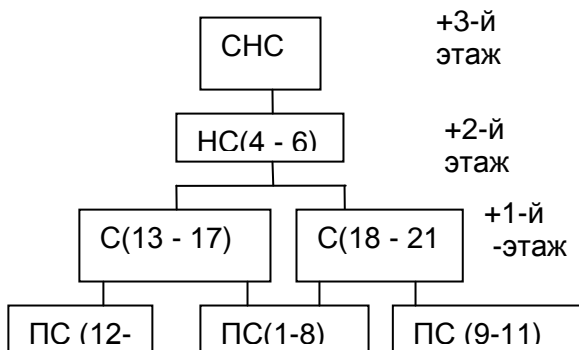 СНС
+3-й
этаж
НС(4 - 6)
+2-й
этаж
С(13 - 17)
С(18 - 21
+1-й
-этаж
ПС (12-
ПС(1-8)
ПС (9-11)